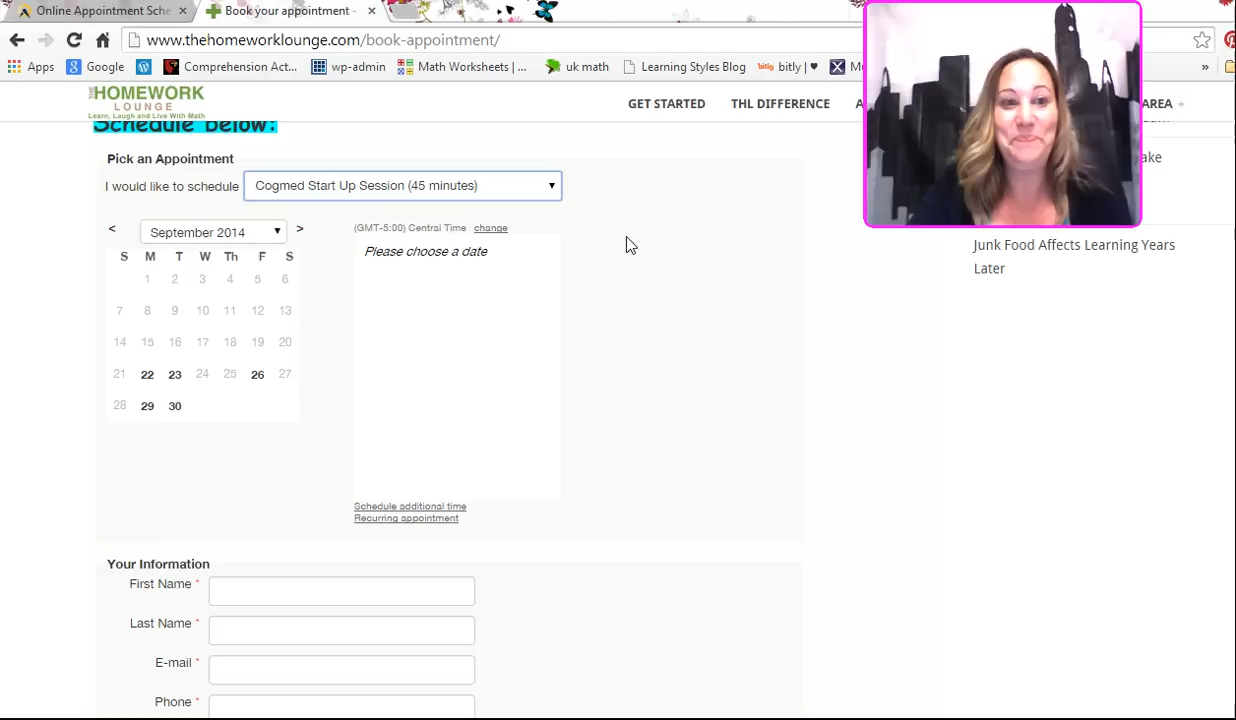 Online Appointment Sche
Book your appointment -
www.thehomeworklounge.com/book-appointment/
Apps
Google
Comprehension Act...
wp-admin
Math Worksheets | ...
uk math
Learning Styles Blog
bitly | ♥
»
THE HOMEWORK
LOUNGE
Learn, Laugh and Live With Math
GET STARTED
THL DIFFERENCE
AREA +
Schedule below:
Pick an Appointment
I would like to schedule
Cogmed Start Up Session (45 minutes)
<
September 2014
>
(GMT-5:00) Central Time change
S M T W Th F S
1 2 3 4 5 6
7 8 9 10 11 12 13
14 15 16 17 18 19 20
21 22 23 24 25 26 27
28 29 30
Please choose a date
Schedule additional time
Recurring appointment
Your Information
First Name *
Last Name *
E-mail *
Phone *
Junk Food Affects Learning Years
Later